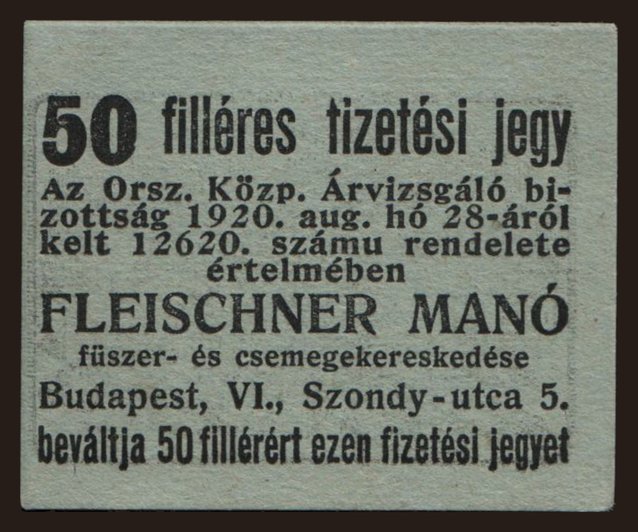 50 filléres tizetési jegy
Az Orsz. Közp. Árvizsgáló bi-
zottság 1920. aug. hó 28-áról
kelt 12620. számu rendelete
értelmében
FLEISCHNER MANÓ
füszer- és csemegekereskedése
Budapest, VI., Szondy-utca 5.
beváltja 50 fillérért ezen fizetési jegyet